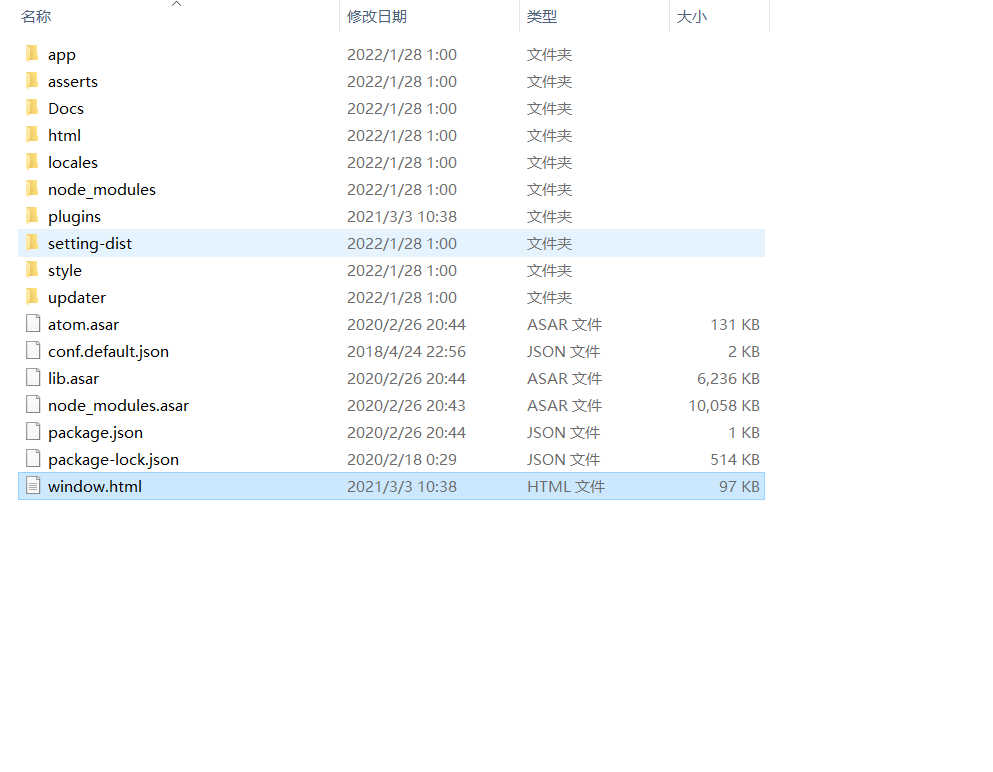 名称 修改日期 类型 大小
app 2022/1/28 1:00 文件夹
asserts 2022/1/28 1:00 文件夹
Docs 2022/1/28 1:00 文件夹
html 2022/1/28 1:00 文件夹
locales 2022/1/28 1:00 文件夹
node_modules 2022/1/28 1:00 文件夹
plugins 2021/3/3 10:38 文件夹
setting-dist 2022/1/28 1:00 文件夹
style 2022/1/28 1:00 文件夹
updater 2022/1/28 1:00 文件夹
atom.asar 2020/2/26 20:44 ASAR 文件 131 KB
conf.default.json 2018/4/24 22:56 JSON 文件 2 KB
lib.asar 2020/2/26 20:44 ASAR 文件 6,236 KB
node_modules.asar 2020/2/26 20:43 ASAR 文件 10,058 KB
package.json 2020/2/26 20:44 JSON 文件 1 KB
package-lock.json 2020/2/18 0:29 JSON 文件 514 KB
window.html 2021/3/3 10:38 HTML 文件 97 KB